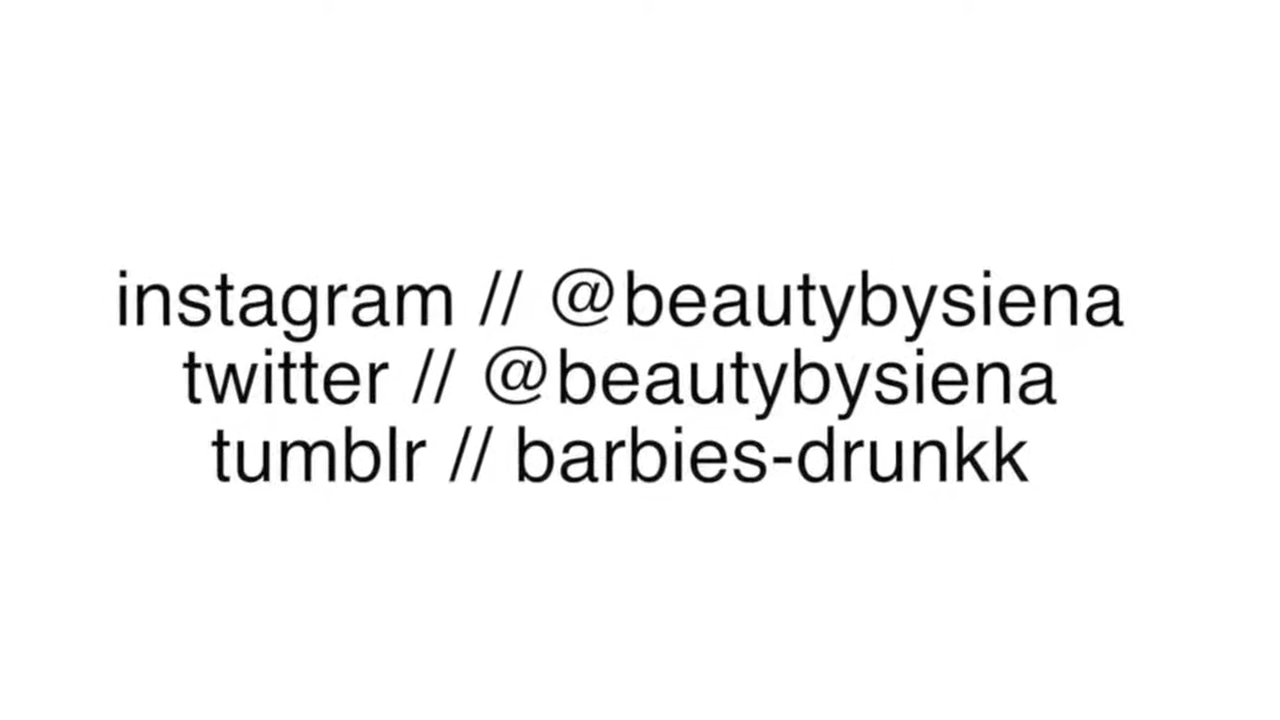 instagram // @beautybysiena
twitter // @beautybysiena
tumblr // barbies-drunkk